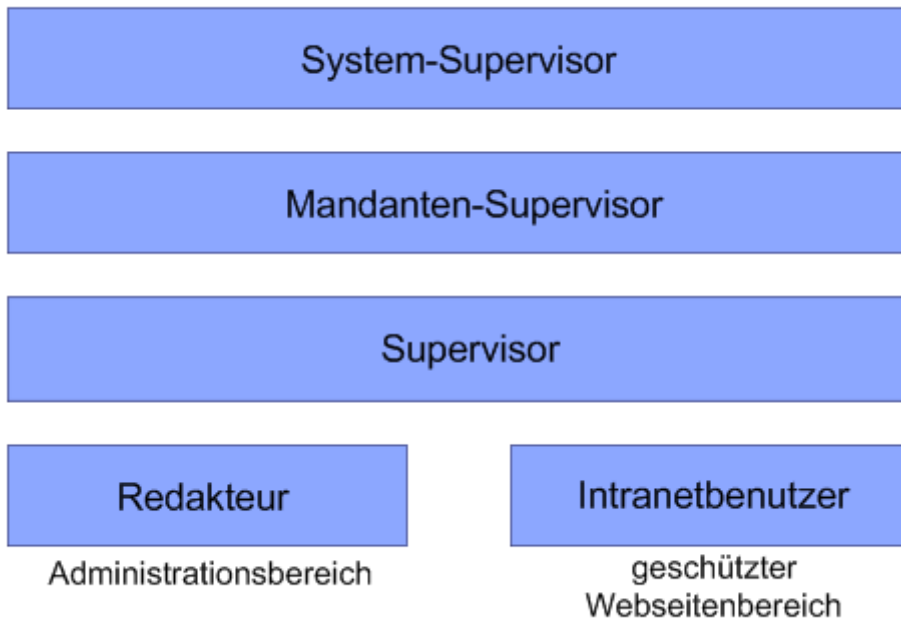 System-Supervisor
Mandanten-Supervisor
Supervisor
Redakteur
Administrationsbereich
Intranetbenutzer
geschützter
Webseitenbereich